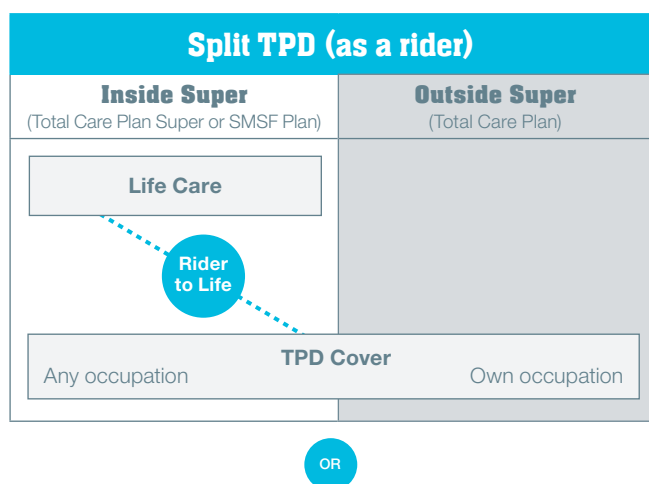 Split TPD (as a rider)
Inside Super
(Total Care Plan Super or SMSF Plan)
Outside Super
(Total Care Plan)
Life Care
Rider
to Life
TPD Cover
Any occupation
Own occupation
OR